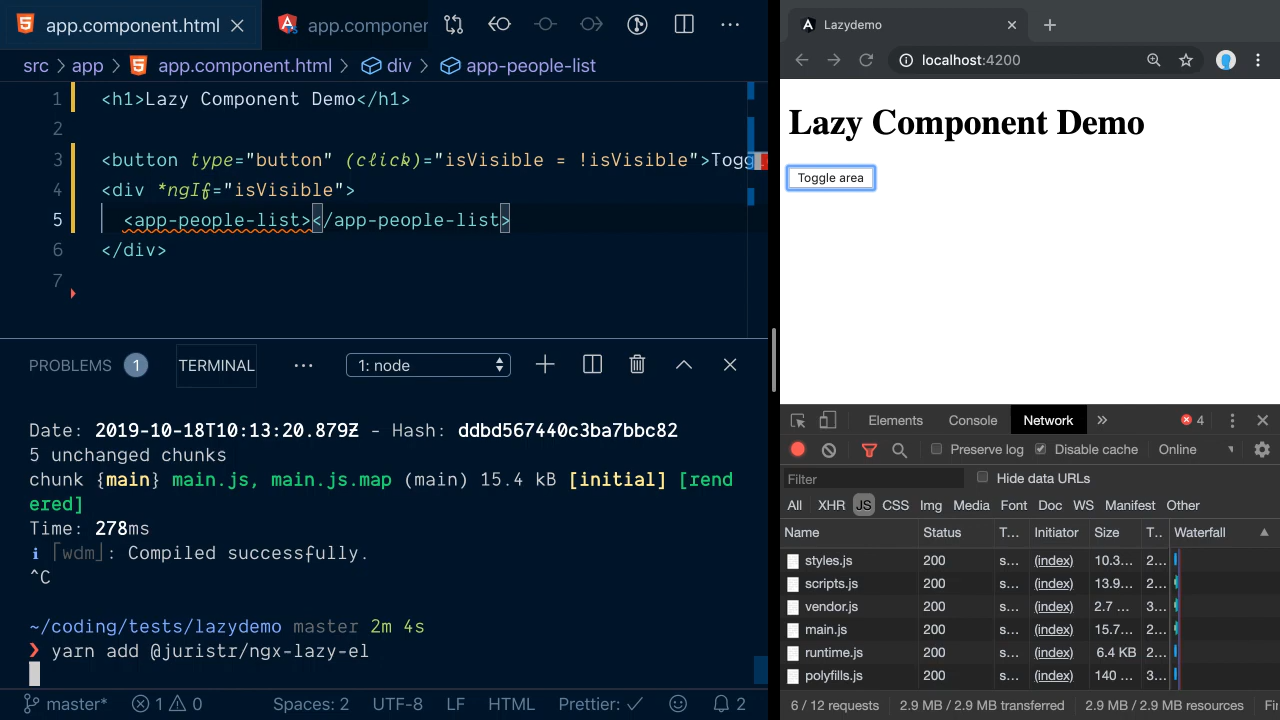 app.component.html
app.componen
src > app > app.component.html > div > app-people-list
1 <h1>Lazy Component Demo</h1>
2
3 <button type="button" (click)="isVisible = !isVisible">Togg
4 <div *ngIf="isVisible">
5 <app-people-list></app-people-list>
6 </div>
7
PROBLEMS 1 TERMINAL ··· 1: node
Date: 2019-10-18T10:13:20.879Z - Hash: ddbd567440c3ba7bbc82
5 unchanged chunks
chunk {main} main.js, main.js.map (main) 15.4 kB [initial] [rend
ered]
Time: 278ms
ℹ ｢wdm｣: Compiled successfully.
^C
~/coding/tests/lazydemo master 2m 4s
❯ yarn add @juristr/ngx-lazy-el
master* 1 0 Spaces: 2 UTF-8 LF HTML Prettier: ✓ 2
Lazydemo
localhost:4200
Lazy Component Demo
Toggle area
Elements Console Network » 4
Preserve log Disable cache Online
Filter Hide data URLs
All XHR JS CSS Img Media Font Doc WS Manifest Other
Name Status T... Initiator Size T.. Waterfall
styles.js 200 s... (index) 10.3... 2...
scripts.js 200 s... (index) 13.9... 2...
vendor.js 200 s... (index) 2.7 ... 3...
main.js 200 s... (index) 15.7... 2...
runtime.js 200 s... (index) 6.4 KB 2...
polyfills.js 200 s... (index) 140 ... 3...
6 / 12 requests 2.9 MB / 2.9 MB transferred 2.9 MB / 2.9 MB resources Fi